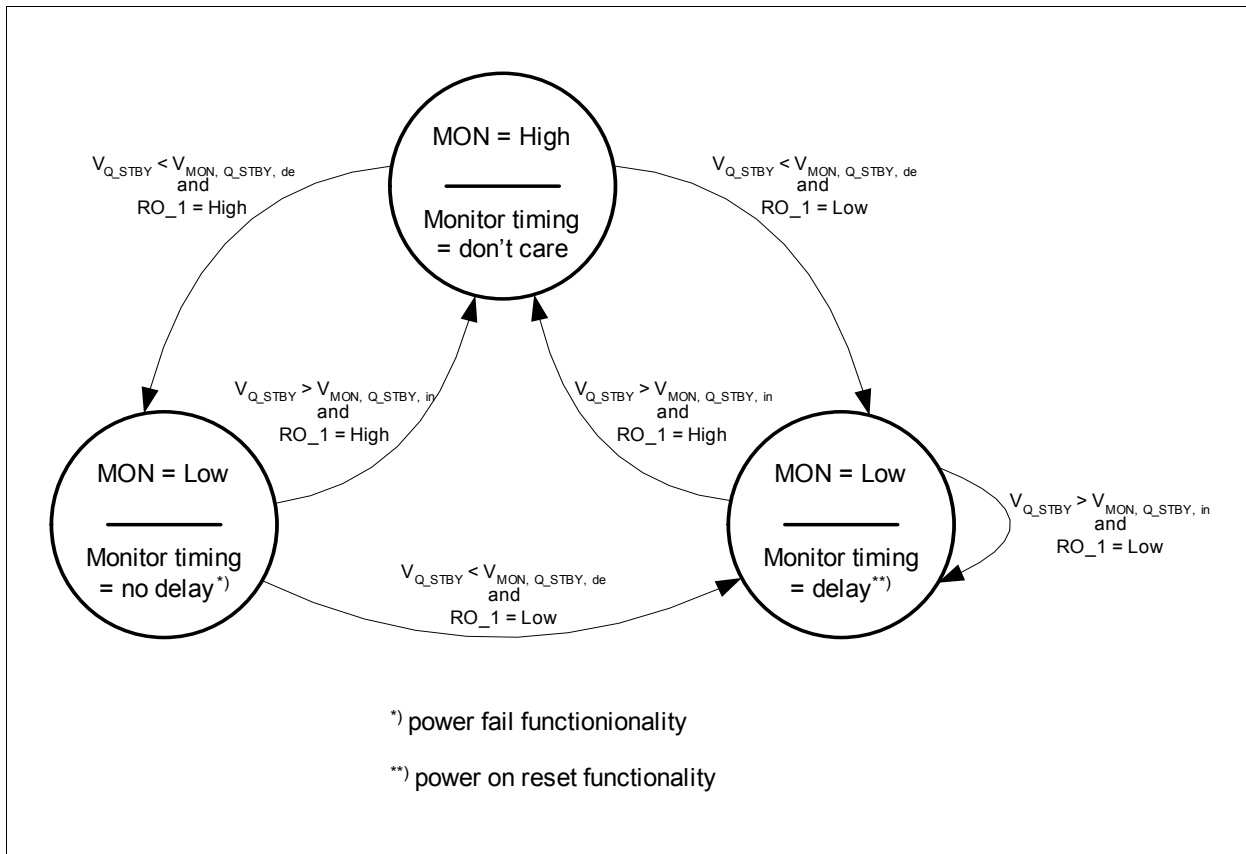 MON = High
Monitor timing
= don't care
V_Q_STBY < V_MON, Q_STBY, de
and
RO_1 = High
V_Q_STBY < V_MON, Q_STBY, de
and
RO_1 = Low
V_Q_STBY > V_MON, Q_STBY, in
and
RO_1 = High
V_Q_STBY > V_MON, Q_STBY, in
and
RO_1 = High
MON = Low
Monitor timing
= no delay*)
MON = Low
Monitor timing
= delay**)
V_Q_STBY > V_MON, Q_STBY, in
and
RO_1 = Low
V_Q_STBY < V_MON, Q_STBY, de
and
RO_1 = Low
*) power fail functionionality
**) power on reset functionality